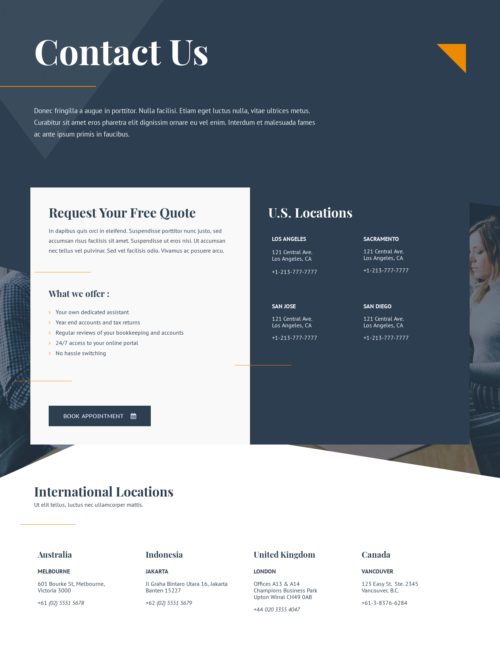 Contact Us
Donec fringilla a augue in porttitor. Nulla facilisi. Etiam eget luctus nulla, vitae ultrices metus.
Curabitur sit amet eros pharetra elit dignissim ornare eu vel enim. Interdum et malesuada fames
ac ante ipsum primis in faucibus.
Request Your Free Quote
In dapibus quis orci in eleifend. Suspendisse porttitor nunc justo, sed
accumsan risus facilisis sit amet. Suspendisse ut eros nisl. Ut accumsan
nec tellus vel pulvinar. Sed vel facilisis odio. Vivamus ac posuere arcu.
What we offer :
Your own dedicated assistant
Year end accounts and tax returns
Regular reviews of your bookkeeping and accounts
24/7 access to your online portal
No hassle switching
BOOK APPOINTMENT
U.S. Locations
LOS ANGELES
121 Central Ave.
Los Angeles, CA
+1-213-777-7777
SACRAMENTO
121 Central Ave.
Los Angeles, CA
+1-213-777-7777
SAN JOSE
121 Central Ave.
Los Angeles, CA
+1-213-777-7777
SAN DIEGO
121 Central Ave.
Los Angeles, CA
+1-213-777-7777
International Locations
Ut elit tellus, luctus nec ullamcorper mattis.
Australia
MELBOURNE
601 Bourke St, Melbourne,
Victoria 3000
+61 (02) 5551 5678
Indonesia
JAKARTA
Jl Graha Bintaro Utara 16, Jakarta
Banten 15227
+62 (02) 5551 5679
United Kingdom
LONDON
Offices A13 & A14
Champions Business Park
Upton Wirral CH49 0AB
+44 020 3355 4047
Canada
VANCOUVER
123 Easy St. Ste. 2345
Vancisouver, B.C.
+61-3-8376-6284